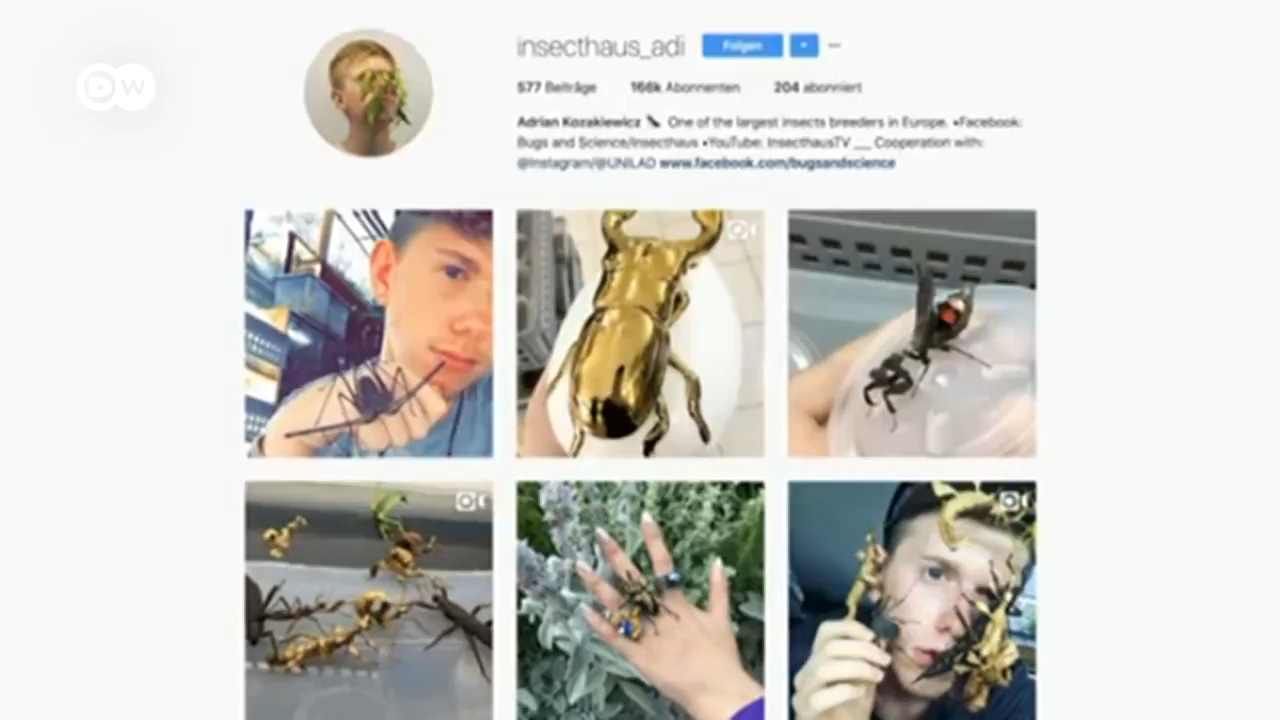 DW
insecthaus_adi Folgen
577 Beiträge 166k Abonnenten 204 abonniert
Adrian Kozakiewicz One of the largest insects breeders in Europe. •Facebook:
Bugs and Science/Insecthaus •YouTube: InsecthausTV __ Cooperation with:
@Instagram/@UNILAD www.facebook.com/bugsandscience